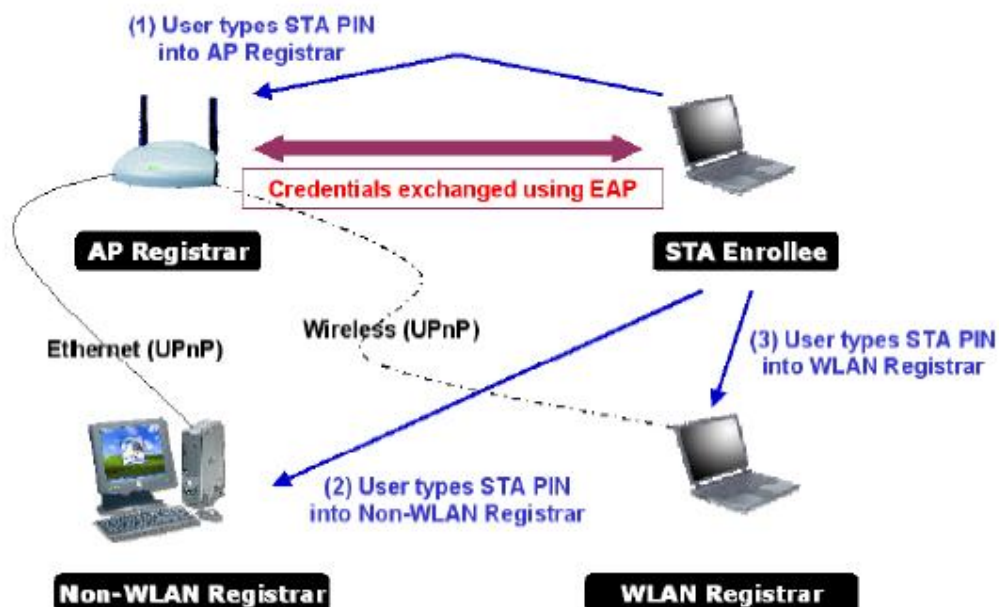 (1) User types STA PIN
into AP Registrar
Credentials exchanged using EAP
AP Registrar
STA Enrollee
Ethernet (UPnP)
Wireless (UPnP)
(3) User types STA PIN
into WLAN Registrar
(2) User types STA PIN
into Non-WLAN Registrar
Non-WLAN Registrar
WLAN Registrar